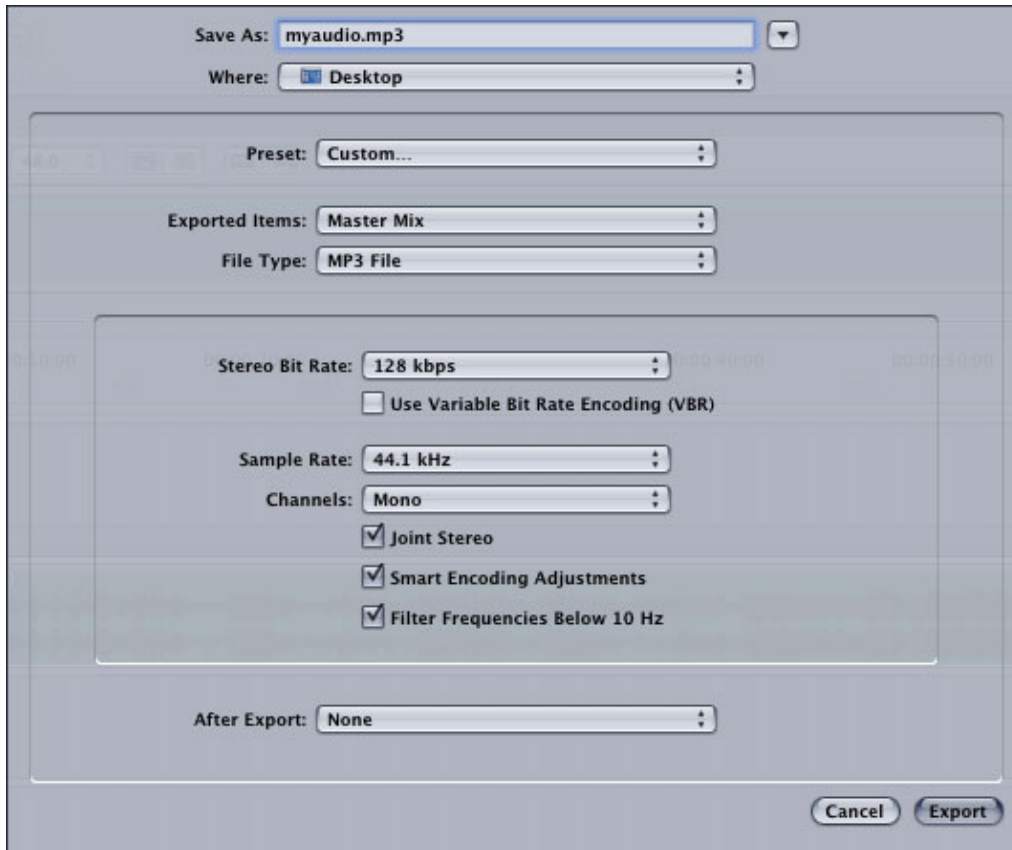 Save As: myaudio.mp3
Where: Desktop
Preset: Custom...
Exported Items: Master Mix
File Type: MP3 File
Stereo Bit Rate: 128 kbps
Use Variable Bit Rate Encoding (VBR)
Sample Rate: 44.1 kHz
Channels: Mono
Joint Stereo
Smart Encoding Adjustments
Filter Frequencies Below 10 Hz
After Export: None
Cancel Export